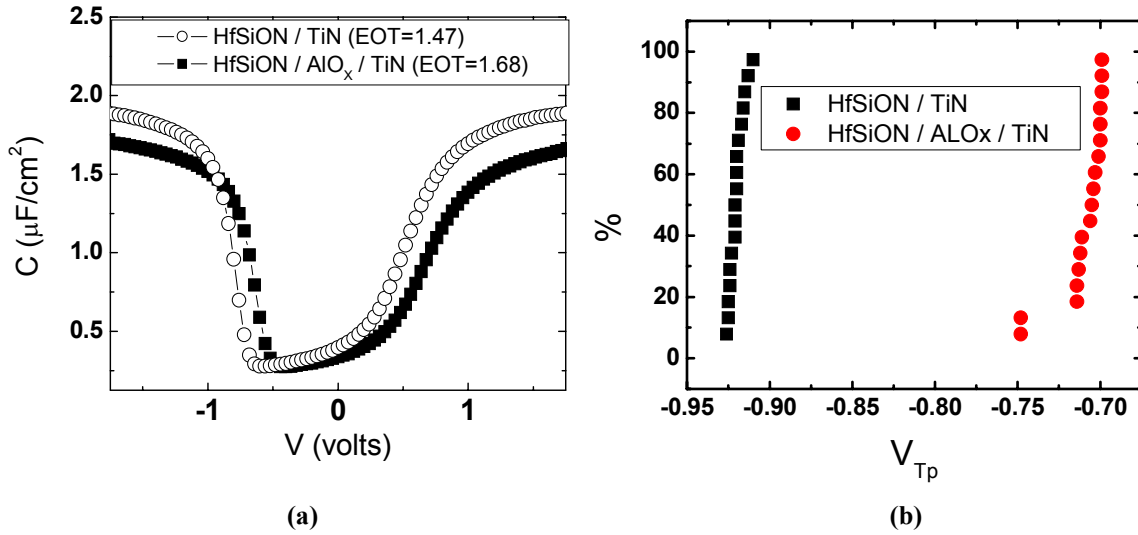 HfSiON / TiN (EOT=1.47)
HfSiON / AlOx / TiN (EOT=1.68)
2.5
2.0
1.5
1.0
0.5
C (μF/cm²)
-1
0
1
V (volts)
(a)
HfSiON / TiN
HfSiON / ALOx / TiN
100
80
60
40
20
0
%
-0.95
-0.90
-0.85
-0.80
-0.75
-0.70
VTp
(b)